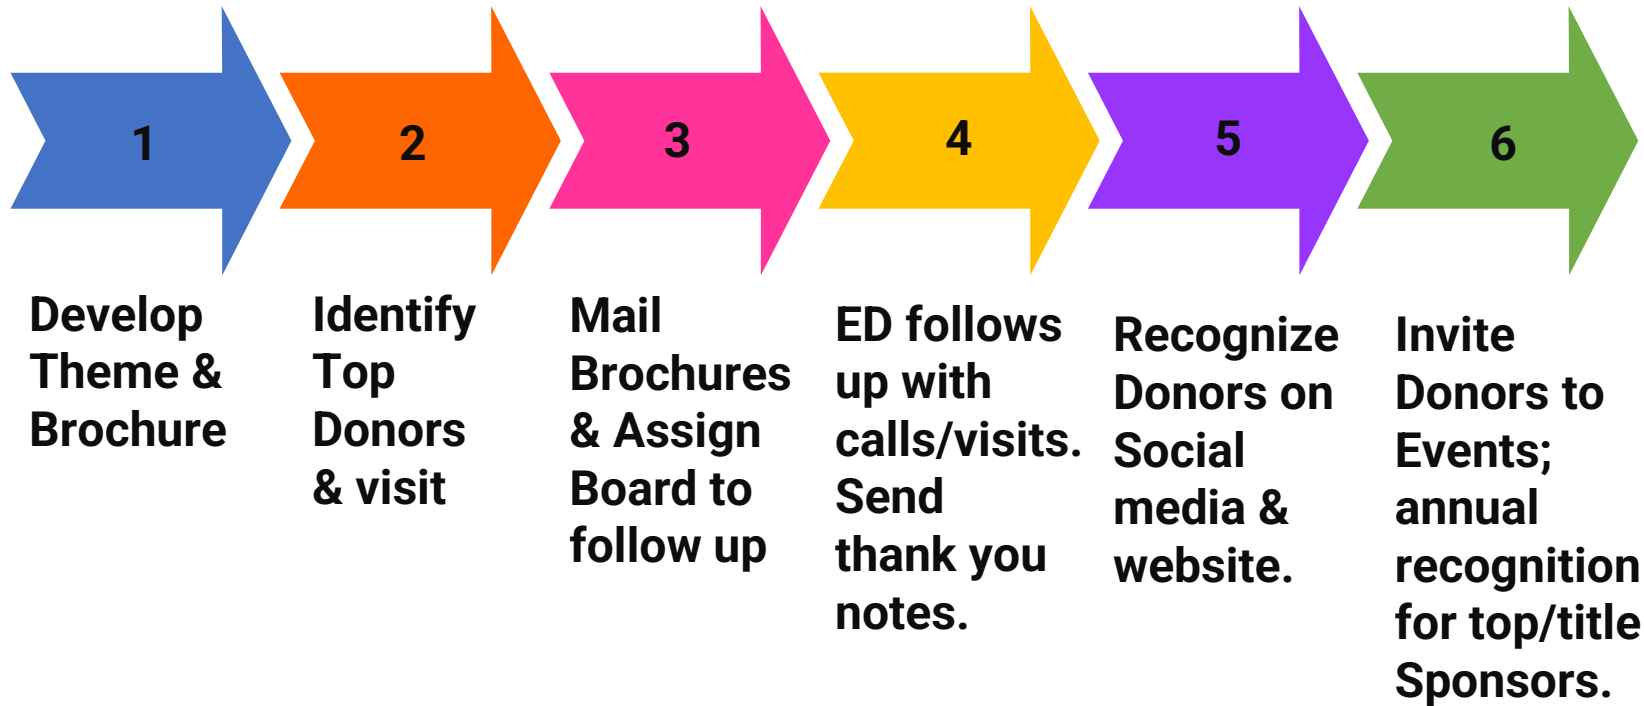 1
Develop
Theme &
Brochure
2
Identify
Top
Donors
& visit
3
Mail
Brochures
& Assign
Board to
follow up
4
ED follows
up with
calls/visits.
Send
thank you
notes.
5
Recognize
Donors on
Social
media &
website.
6
Invite
Donors to
Events;
annual
recognition
for top/title
Sponsors.